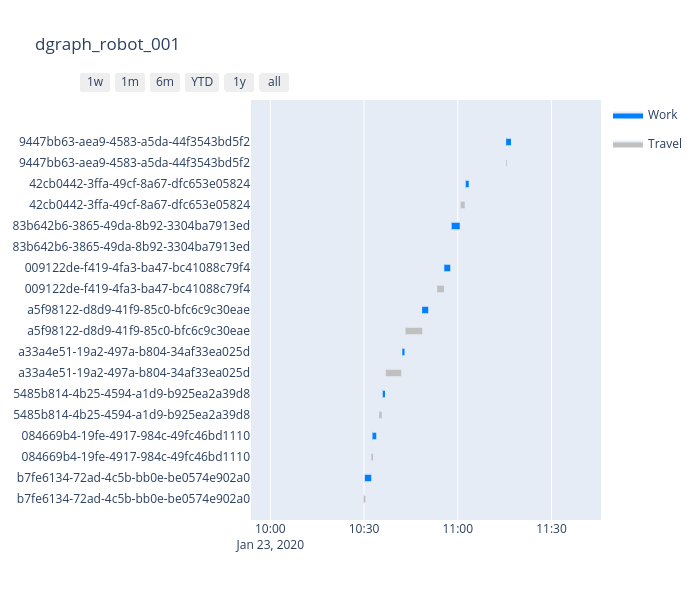 dgraph_robot_001
1w 1m 6m YTD 1y all
Work
Travel
9447bb63-aea9-4583-a5da-44f3543bd5f2
9447bb63-aea9-4583-a5da-44f3543bd5f2
42cb0442-3ffa-49cf-8a67-dfc653e05824
42cb0442-3ffa-49cf-8a67-dfc653e05824
83b642b6-3865-49da-8b92-3304ba7913ed
83b642b6-3865-49da-8b92-3304ba7913ed
009122de-f419-4fa3-ba47-bc41088c79f4
009122de-f419-4fa3-ba47-bc41088c79f4
a5f98122-d8d9-41f9-85c0-bfc6c9c30eae
a5f98122-d8d9-41f9-85c0-bfc6c9c30eae
a33a4e51-19a2-497a-b804-34af33ea025d
a33a4e51-19a2-497a-b804-34af33ea025d
5485b814-4b25-4594-a1d9-b925ea2a39d8
5485b814-4b25-4594-a1d9-b925ea2a39d8
084669b4-19fe-4917-984c-49fc46bd1110
084669b4-19fe-4917-984c-49fc46bd1110
b7fe6134-72ad-4c5b-bb0e-be0574e902a0
b7fe6134-72ad-4c5b-bb0e-be0574e902a0
10:00 10:30 11:00 11:30
Jan 23, 2020